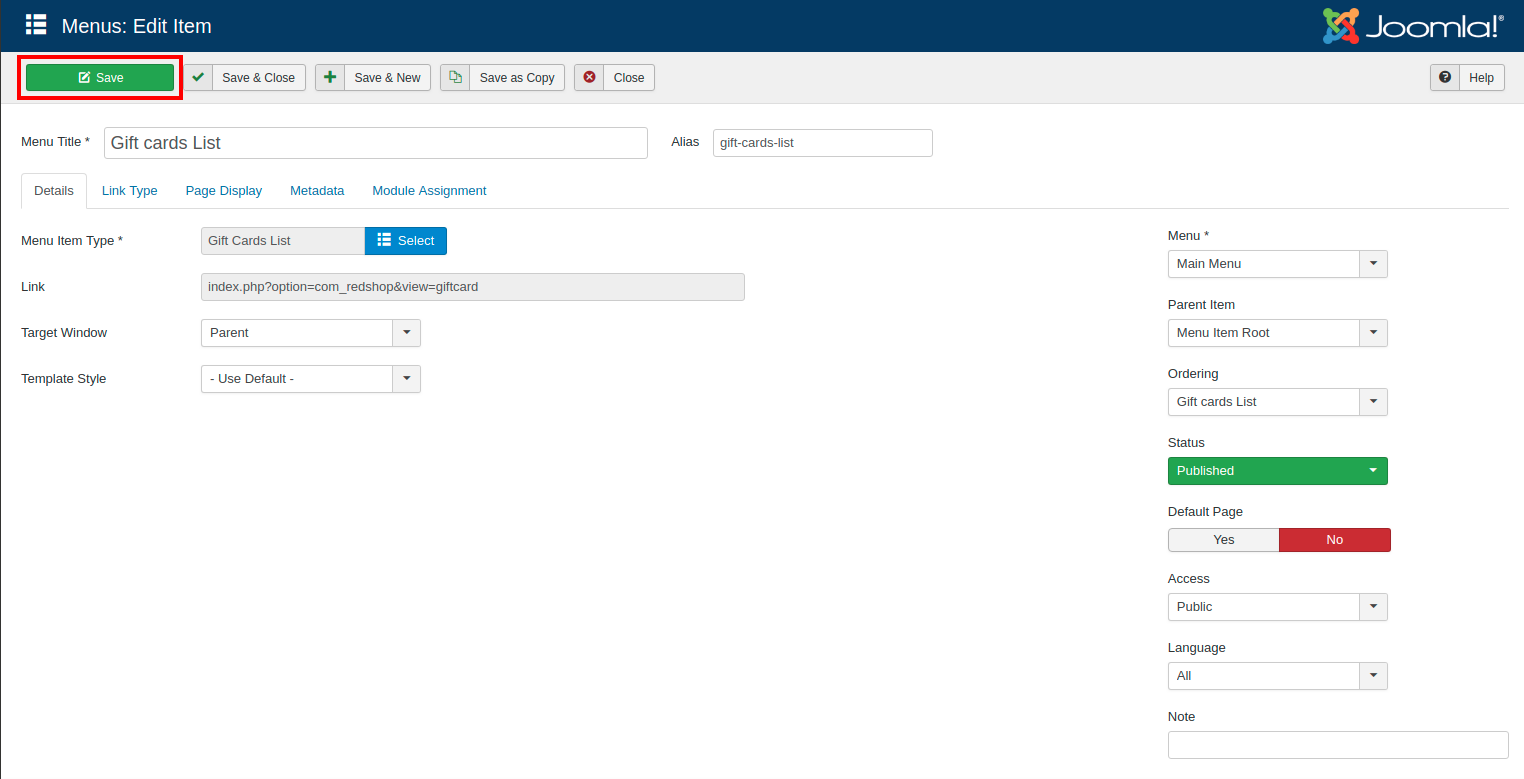 Menus: Edit Item
Joomla!®
Save
Save & Close
Save & New
Save as Copy
Close
Help
Menu Title *
Gift cards List
Alias
gift-cards-list
Details
Link Type
Page Display
Metadata
Module Assignment
Menu Item Type *
Gift Cards List
Select
Link
index.php?option=com_redshop&view=giftcard
Target Window
Parent
Template Style
- Use Default -
Menu *
Main Menu
Parent Item
Menu Item Root
Ordering
Gift cards List
Status
Published
Default Page
Yes
No
Access
Public
Language
All
Note